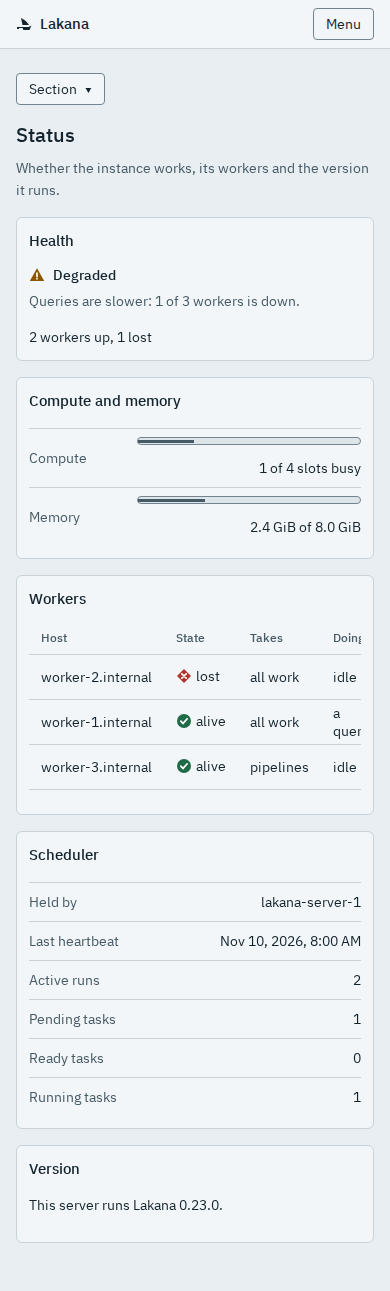 Lakana
Menu
Section
Status
Whether the instance works, its workers and the version
it runs.
Health
Degraded
Queries are slower: 1 of 3 workers is down.
2 workers up, 1 lost
Compute and memory
Compute
1 of 4 slots busy
Memory
2.4 GiB of 8.0 GiB
Workers
Host State Takes Doing
worker-2.internal lost all work idle
worker-1.internal alive all work a
quer
worker-3.internal alive pipelines idle
Scheduler
Held by lakana-server-1
Last heartbeat Nov 10, 2026, 8:00 AM
Active runs 2
Pending tasks 1
Ready tasks 0
Running tasks 1
Version
This server runs Lakana 0.23.0.